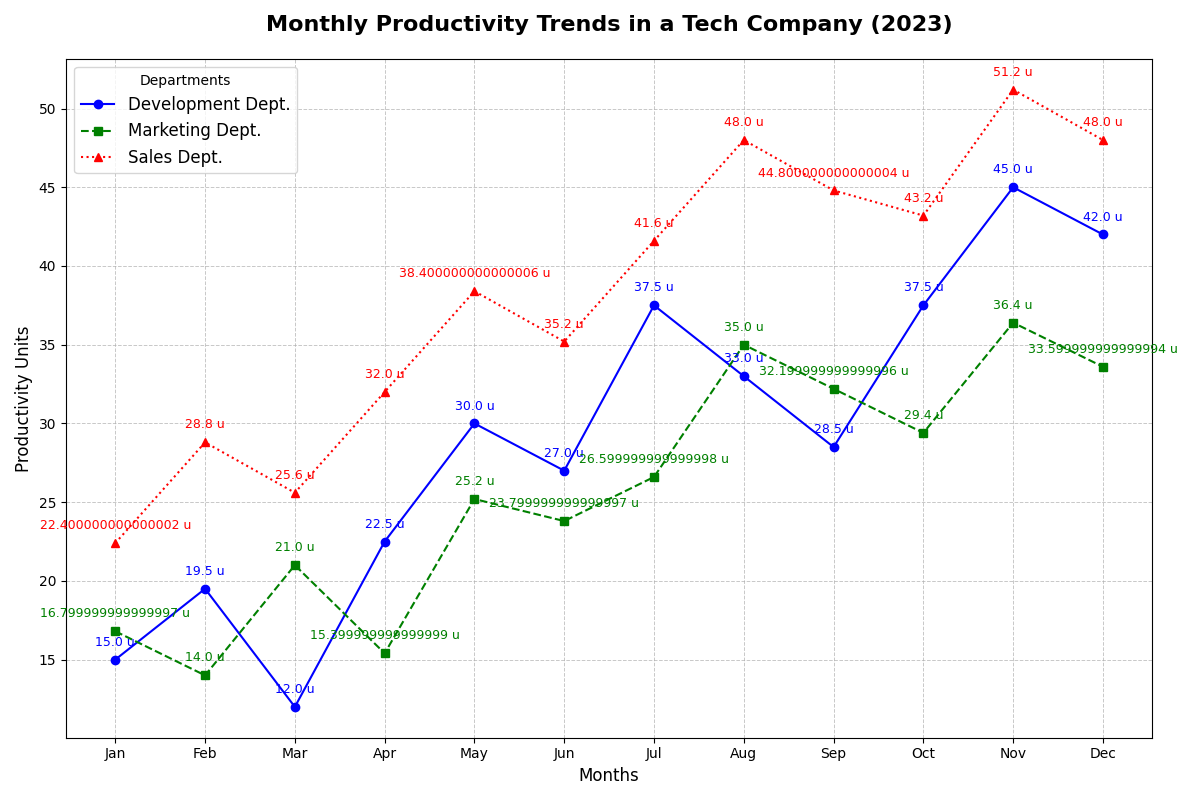 Monthly Productivity Trends in a Tech Company (2023)
Departments
Development Dept.
Marketing Dept.
Sales Dept.
Productivity Units
50
45
40
35
30
25
20
15
22.400000000000002 u
28.8 u
25.6 u
32.0 u
38.400000000000006 u
35.2 u
41.6 u
48.0 u
44.800000000000004 u
43.2 u
51.2 u
48.0 u
15.0 u
19.5 u
12.0 u
22.5 u
30.0 u
27.0 u
37.5 u
33.0 u
28.5 u
37.5 u
45.0 u
42.0 u
16.799999999999997 u
14.0 u
21.0 u
15.399999999999999 u
25.2 u
23.799999999999997 u
26.599999999999998 u
35.0 u
32.199999999999996 u
29.4 u
36.4 u
33.599999999999994 u
Jan Feb Mar Apr May Jun Jul Aug Sep Oct Nov Dec
Months